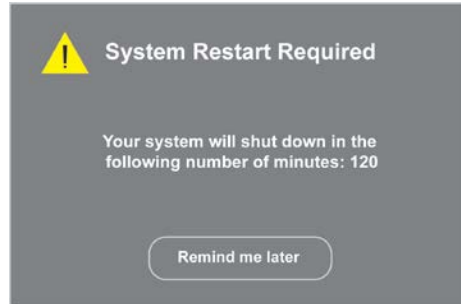 !
System Restart Required
Your system will shut down in the
following number of minutes: 120
Remind me later